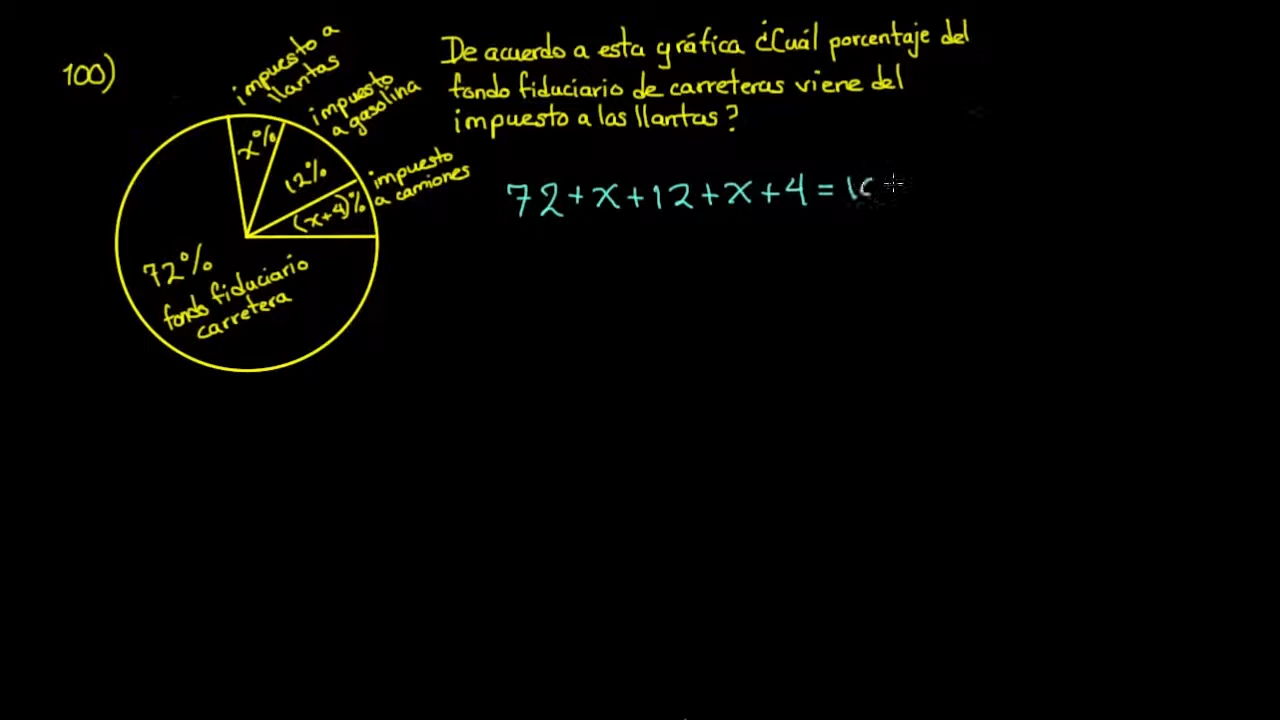 100)
impuesto a
llantas
impuesto
a gasolina
impuesto
a camiones
x%
12%
(x+4)%
72%
fondo fiduciario
carretera
De acuerdo a esta gráfica ¿Cuál porcentaje del
fondo fiduciario de carreteras viene del
impuesto a las llantas?
72+x+12+x+4=10